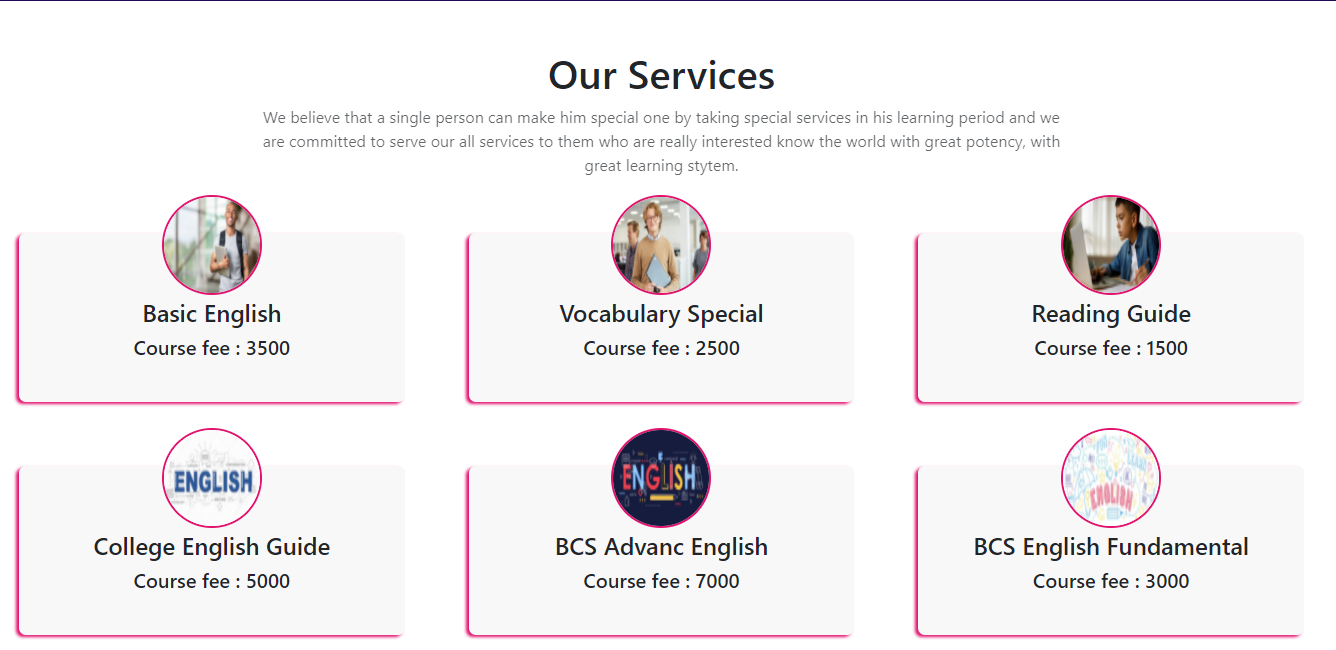 Our Services
We believe that a single person can make him special one by taking special services in his learning period and we
are committed to serve our all services to them who are really interested know the world with great potency, with
great learning stytem.
Basic English
Course fee : 3500
Vocabulary Special
Course fee : 2500
Reading Guide
Course fee : 1500
ENGLISH
College English Guide
Course fee : 5000
ENGLISH
BCS Advanc English
Course fee : 7000
ENGLISH
BCS English Fundamental
Course fee : 3000